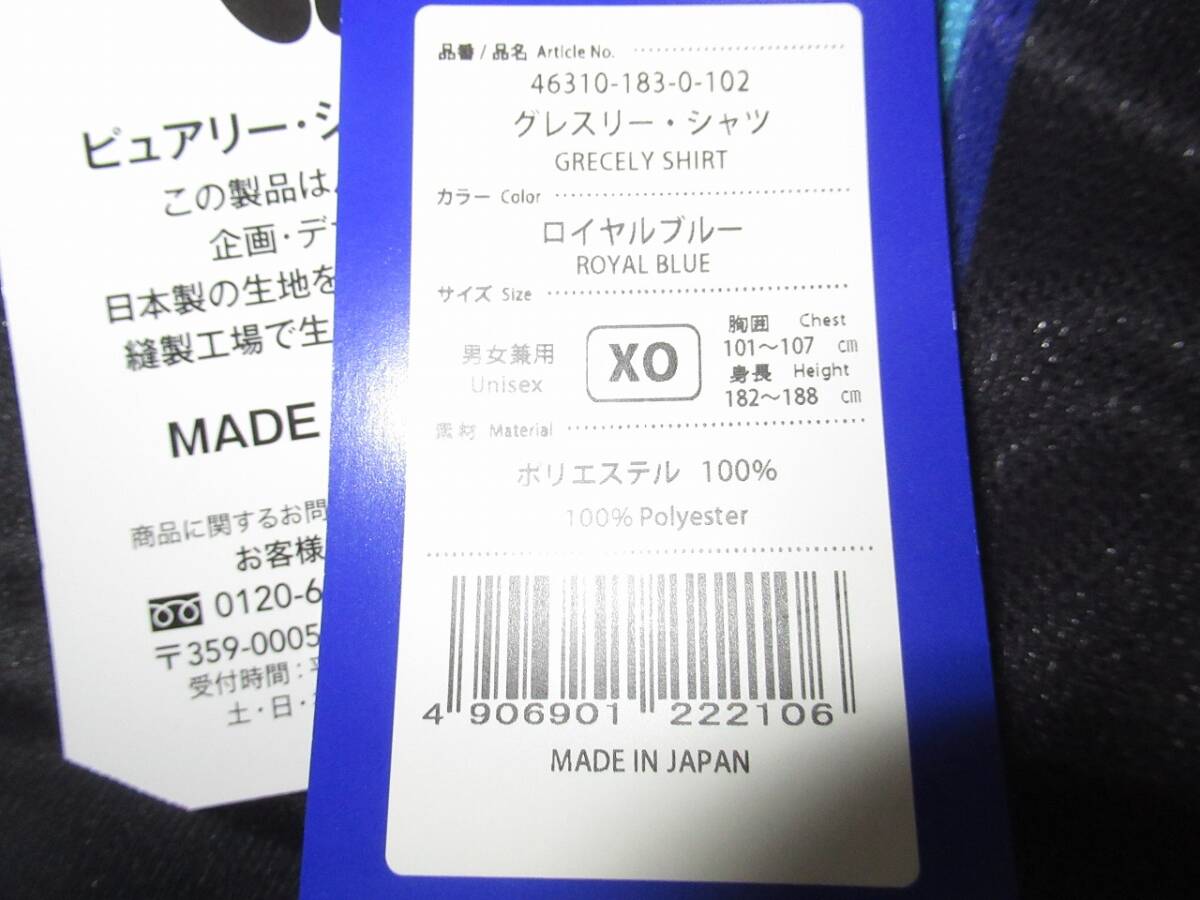 ピュアリー・シ
この製品は
企画・デ
日本製の生地を
縫製工場で生
MADE
商品に関するお問
お客様
0120-6
〒359-0005
受付時間:平
土・日・
品番 / 品名 Article No.
46310-183-0-102
グレスリー・シャツ
GRECELY SHIRT
カラー Color
ロイヤルブルー
ROYAL BLUE
サイズ Size
男女兼用
Unisex
XO
胸囲 Chest
101～107 cm
身長 Height
182～188 cm
素材 Material
ポリエステル 100%
100% Polyester
4 906901 222106
MADE IN JAPAN